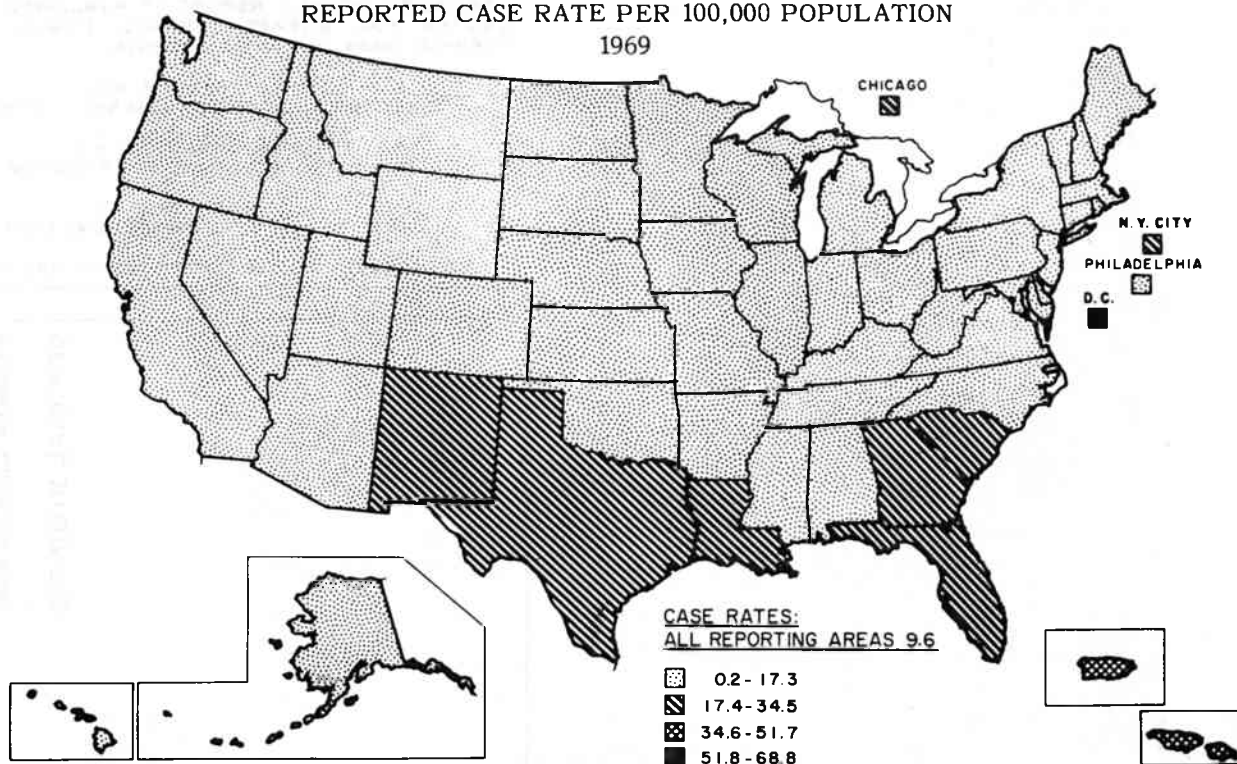 REPORTED CASE RATE PER 100,000 POPULATION
1969
CHICAGO
N.Y. CITY
PHILADELPHIA
D.C.
CASE RATES:
ALL REPORTING AREAS 9.6
0.2 - 17.3
17.4 - 34.5
34.6 - 51.7
51.8 - 68.8